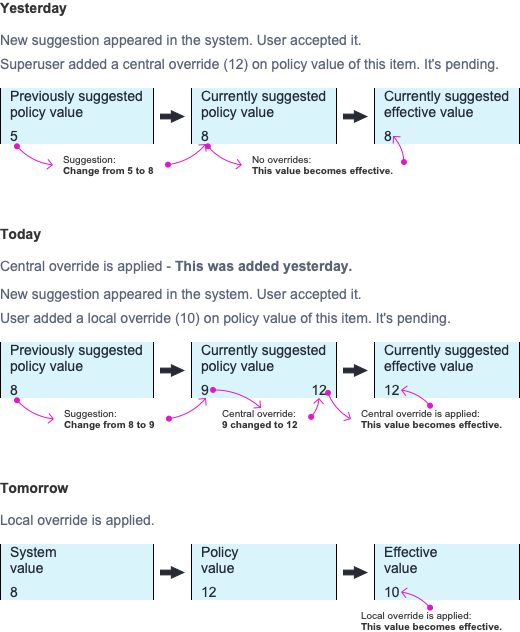 Yesterday
New suggestion appeared in the system. User accepted it.
Superuser added a central override (12) on policy value of this item. It's pending.
Previously suggested
policy value
5
Currently suggested
policy value
8
Currently suggested
effective value
8
Suggestion:
Change from 5 to 8
No overrides:
This value becomes effective.
Today
Central override is applied - This was added yesterday.
New suggestion appeared in the system. User accepted it.
User added a local override (10) on policy value of this item. It's pending.
Previously suggested
policy value
8
Currently suggested
policy value
9 12
Currently suggested
effective value
12
Suggestion:
Change from 8 to 9
Central override:
9 changed to 12
Central override is applied:
This value becomes effective.
Tomorrow
Local override is applied.
System
value
8
Policy
value
12
Effective
value
10
Local override is applied:
This value becomes effective.